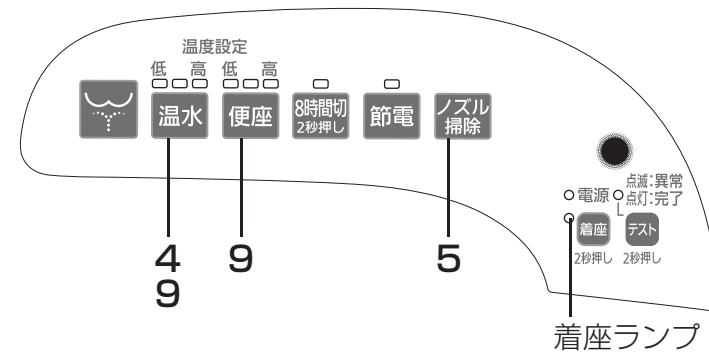 温度設定
低 高 低 高
温水
便座
8時間切
2秒押し
節電
ノズル
掃除
電源
点滅:異常
点灯:完了
着座
テスト
2秒押し 2秒押し
4 9 5
9
着座ランプ